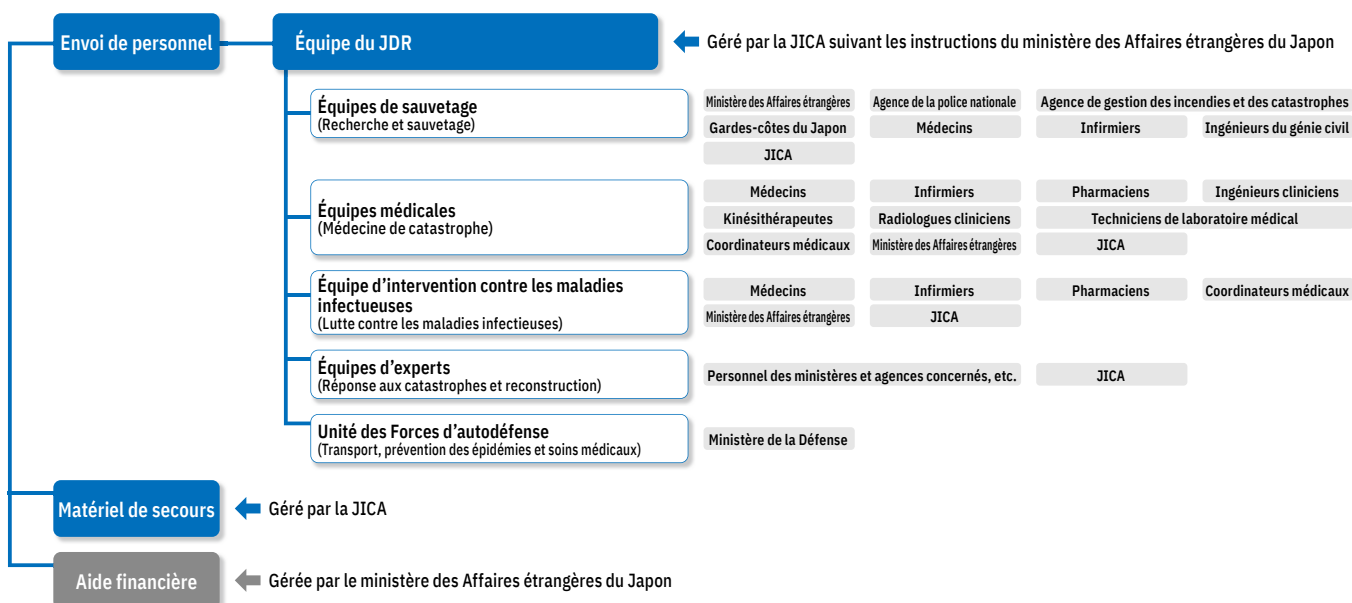 Envoi de personnel
Équipe du JDR
Géré par la JICA suivant les instructions du ministère des Affaires étrangères du Japon
Équipes de sauvetage
(Recherche et sauvetage)
Ministère des Affaires étrangères
Agence de la police nationale
Agence de gestion des incendies et des catastrophes
Gardes-côtes du Japon
Médecins
Infirmiers
Ingénieurs du génie civil
JICA
Équipes médicales
(Médecine de catastrophe)
Médecins
Infirmiers
Pharmaciens
Ingénieurs cliniciens
Kinésithérapeutes
Radiologues cliniciens
Techniciens de laboratoire médical
Coordinateurs médicaux
Ministère des Affaires étrangères
JICA
Équipe d’intervention contre les maladies
infectueuses
(Lutte contre les maladies infectieuses)
Médecins
Infirmiers
Pharmaciens
Coordinateurs médicaux
Ministère des Affaires étrangères
JICA
Équipes d’experts
(Réponse aux catastrophes et reconstruction)
Personnel des ministères et agences concernés, etc.
JICA
Unité des Forces d’autodéfense
(Transport, prévention des épidémies et soins médicaux)
Ministère de la Défense
Matériel de secours
Géré par la JICA
Aide financière
Gérée par le ministère des Affaires étrangères du Japon